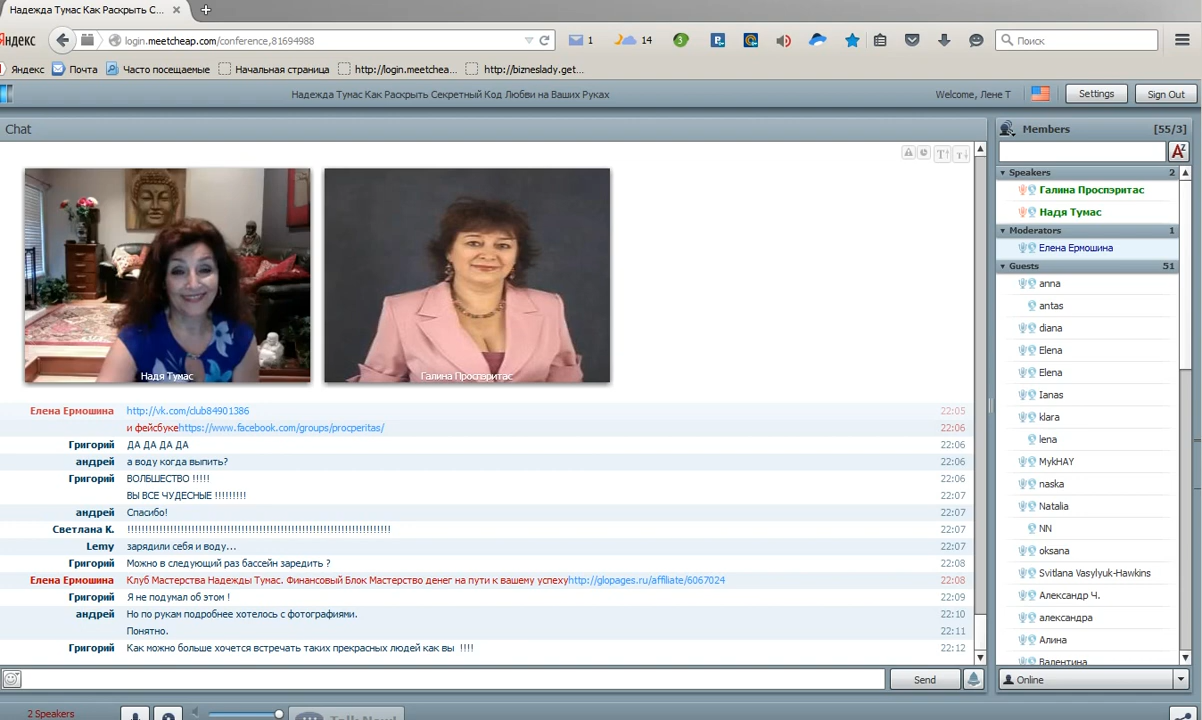 Надежда Тумас Как Раскрыть С...
Яндекс
login.meetcheap.com/conference,81694988
1
14
3
Поиск
Яндекс
Почта
Часто посещаемые
Начальная страница
http://login.meetchea...
http://bizneslady.get...
Надежда Тумас Как Раскрыть Секретный Код Любви на Ваших Руках
Welcome, Лене Т
Settings
Sign Out
Chat
Надя Тумас
Галина Проспэритас
Елена Ермошина http://vk.com/club84901386 22:05
и фейсбукеhttps://www.facebook.com/groups/procperitas/ 22:06
Григорий ДА ДА ДА ДА 22:06
андрей а воду когда выпить? 22:06
Григорий ВОЛБШЕСТВО !!!!! 22:06
ВЫ ВСЕ ЧУДЕСНЫЕ !!!!!!!!! 22:07
андрей Спасибо! 22:07
Светлана К. !!!!!!!!!!!!!!!!!!!!!!!!!!!!!!!!!!!!!!!!!!!!!!!!!!!!!!!!!!!!!!!!!!!!!!!!! 22:07
Lemy зарядили себя и воду... 22:07
Григорий Можно в следующий раз бассейн заредить ? 22:08
Елена Ермошина Клуб Мастерства Надежды Тумас. Финансовый Блок Мастерство денег на пути к вашему успехуhttp://glopages.ru/affiliate/6067024 22:08
Григорий Я не подумал об этом ! 22:09
андрей Но по рукам подробнее хотелось с фотографиями. 22:10
Понятно. 22:11
Григорий Как можно больше хочется встречать таких прекрасных людей как вы !!!! 22:12
Send
2 Speakers
Talk Now!
Members [55/3]
Speakers 2
Галина Проспэритас
Надя Тумас
Moderators 1
Елена Ермошина
Guests 51
anna
antas
diana
Elena
Elena
Ianas
klara
lena
MykHAY
naska
Natalia
NN
oksana
Svitlana Vasylyuk-Hawkins
Александр Ч.
александра
Алина
Валентина
Online